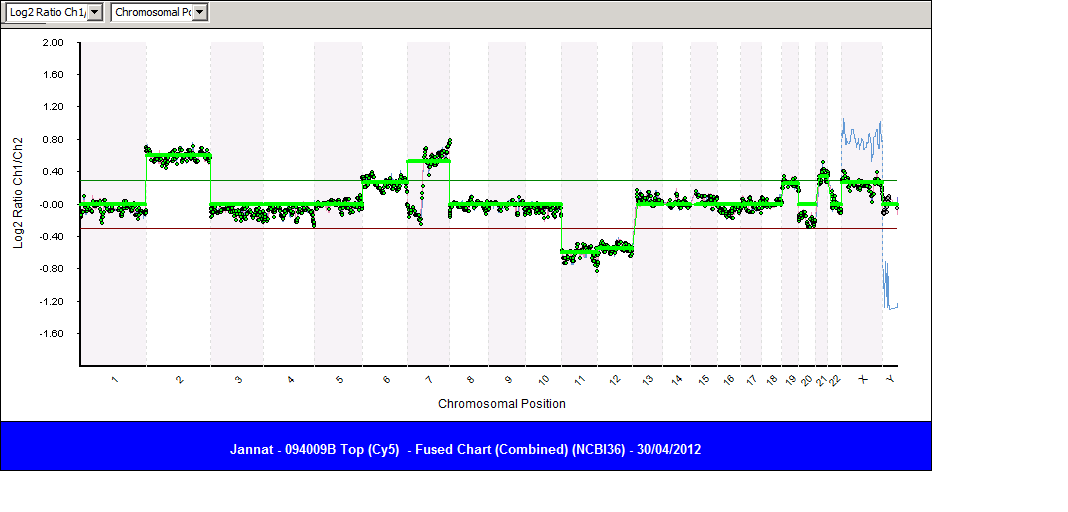 Log2 Ratio Ch1/ Chromosomal Po
2.00
1.60
1.20
0.80
0.40
-0.00
-0.40
-0.80
-1.20
-1.60
Log2 Ratio Ch1/Ch2
1 2 3 4 5 6 7 8 9 10 11 12 13 14 15 16 17 18 19 20 21 22 X Y
Chromosomal Position
Jannat - 094009B Top (Cy5) - Fused Chart (Combined) (NCBI36) - 30/04/2012